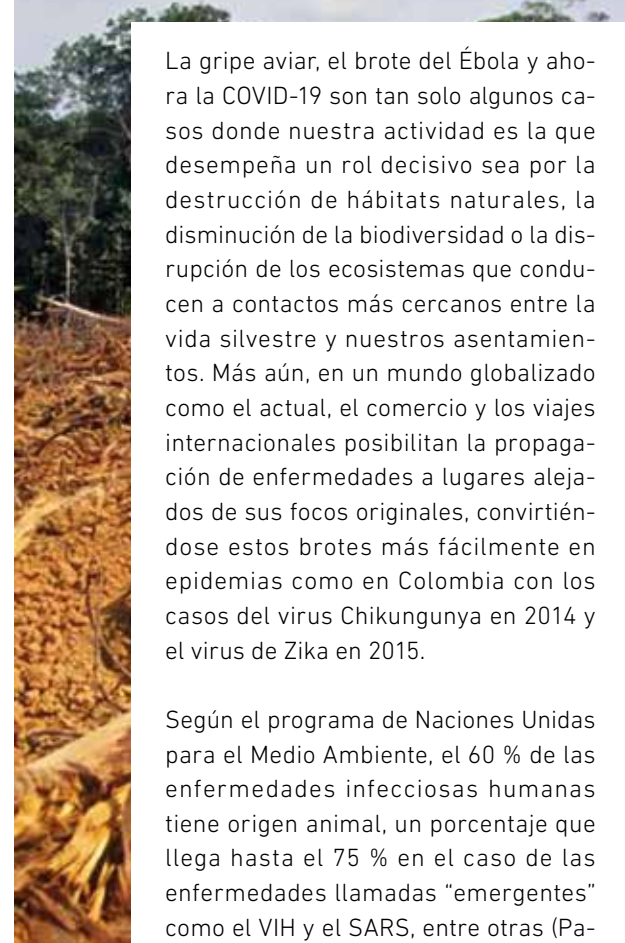 La gripe aviar, el brote del Ébola y aho-
ra la COVID-19 son tan solo algunos ca-
sos donde nuestra actividad es la que
desempeña un rol decisivo sea por la
destrucción de hábitats naturales, la
disminución de la biodiversidad o la dis-
rupción de los ecosistemas que condu-
cen a contactos más cercanos entre la
vida silvestre y nuestros asentamien-
tos. Más aún, en un mundo globalizado
como el actual, el comercio y los viajes
internacionales posibilitan la propaga-
ción de enfermedades a lugares aleja-
dos de sus focos originales, convirtién-
dose estos brotes más fácilmente en
epidemias como en Colombia con los
casos del virus Chikungunya en 2014 y
el virus de Zika en 2015.
Según el programa de Naciones Unidas
para el Medio Ambiente, el 60 % de las
enfermedades infecciosas humanas
tiene origen animal, un porcentaje que
llega hasta el 75 % en el caso de las
enfermedades llamadas “emergentes”
como el VIH y el SARS, entre otras (Pa-